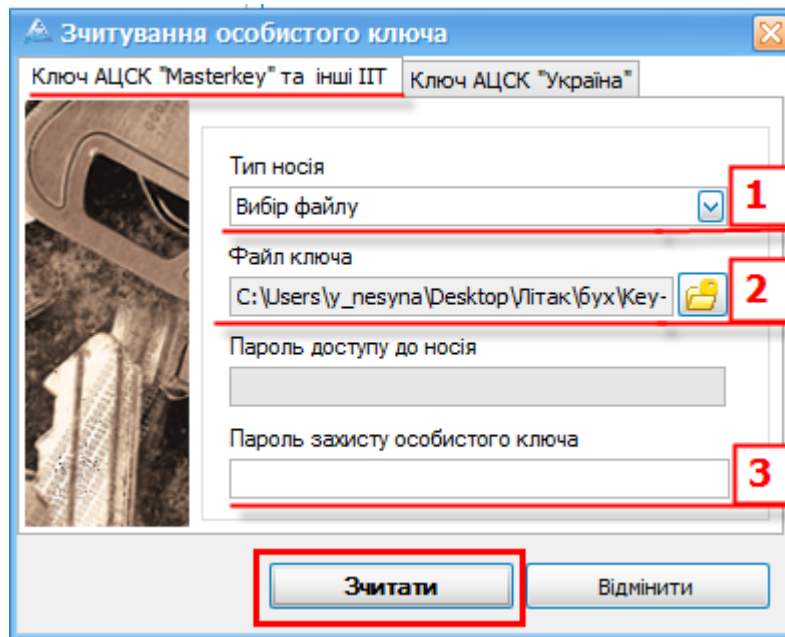 Зчитування особистого ключа
Ключ АЦСК "Masterkey" та інші ІІТ
Ключ АЦСК "Україна"
Тип носія
Вибір файлу
1
Файл ключа
C:\Users\y_nesyna\Desktop\Літак\бух\Key-
2
Пароль доступу до носія
Пароль захисту особистого ключа
3
Зчитати
Відмінити